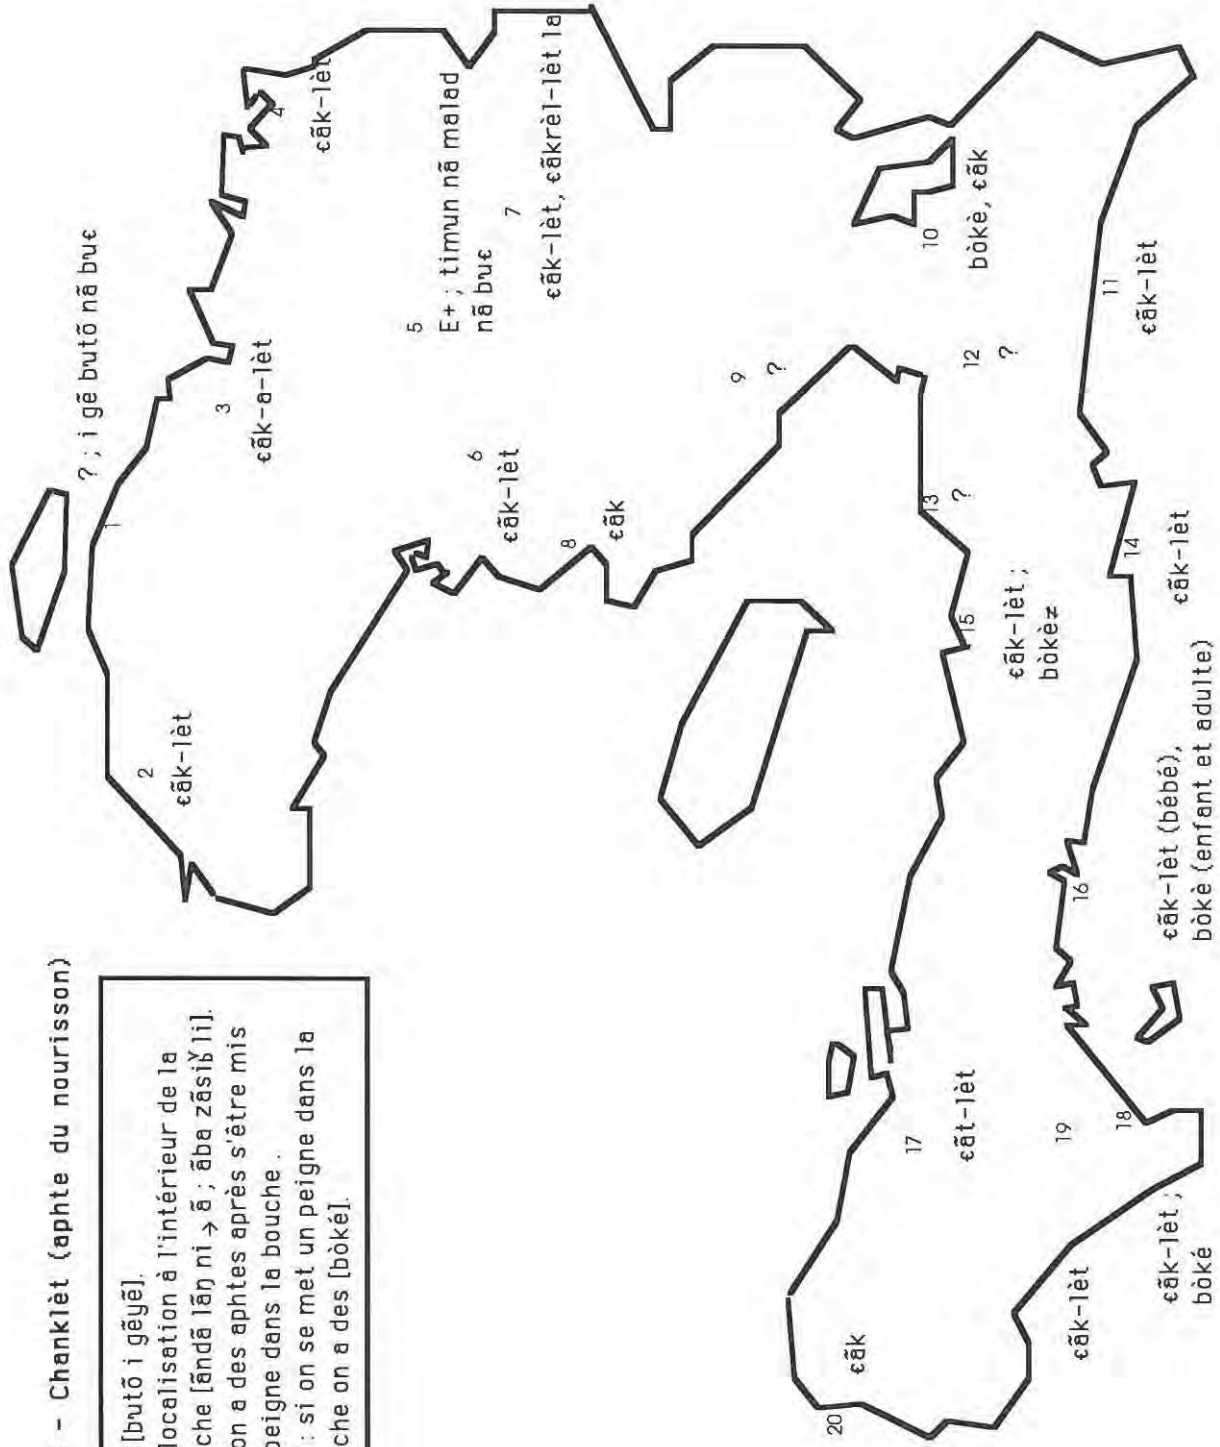 - Chanklèt (aphte du nourisson)
[butõ i gẽyẽ].
localisation à l'intérieur de la
che [ãndã lãŋ ni → ã ; ãba zãsiɣ̆ li].
on a des aphtes après s'être mis
peigne dans la bouche .
: si on se met un peigne dans la
che on a des [bòké].
1
? ; i gẽ butõ nã buɛ
2
ɛãk-lèt
3
ɛãk-a-lèt
4
ɛãk-lèt
5
E+ ; timun nã malad
nã buɛ
6
ɛãk-lèt
7
ɛãk-lèt, ɛãkrèl-lèt la
8
ɛãk
9
?
10
bòkè, ɛãk
11
ɛãk-lèt
12
?
13
?
14
ɛãk-lèt
15
ɛãk-lèt ;
bòkè≠
16
ɛãk-lèt (bébé),
bòkè (enfant et adulte)
17
ɛãt-lèt
18
ɛãk-lèt ;
bòké
19
ɛãk-lèt
20
ɛãk